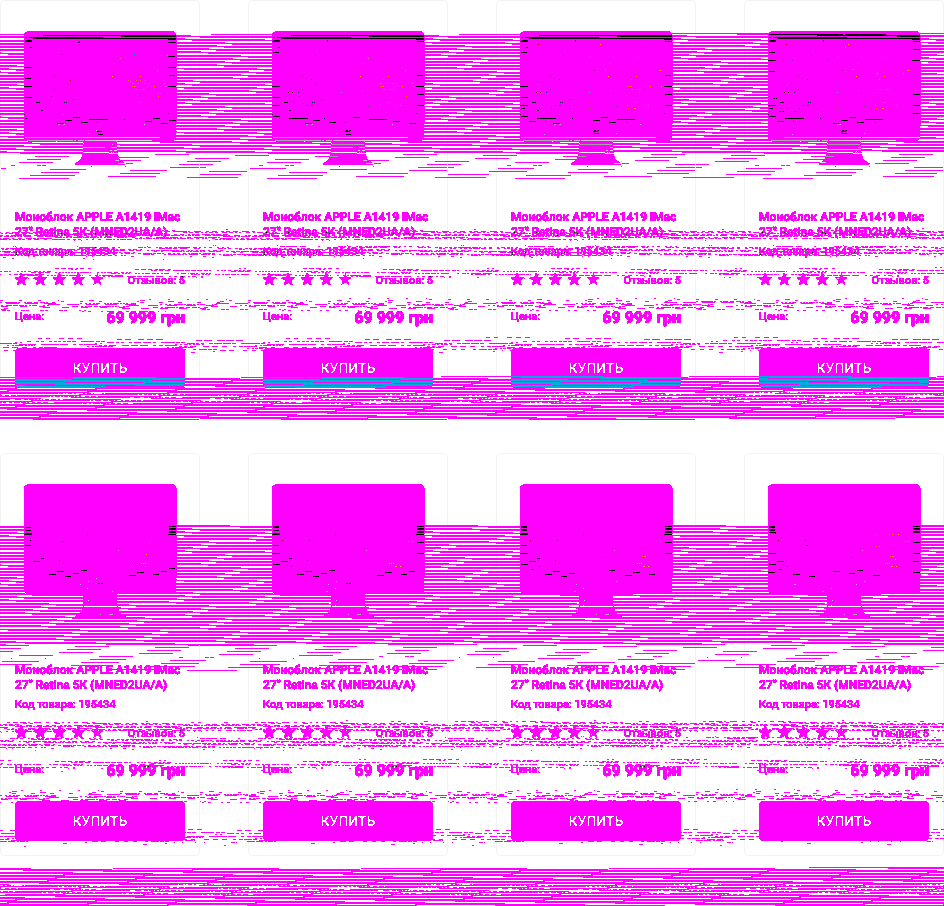 Моноблок APPLE A1419 iMac Моноблок APPLE A1419 iMac Моноблок APPLE A1419 iMac Моноблок APPLE A1419 iMac
27" Retina 5K (MNED2UA/A) 27" Retina 5K (MNED2UA/A) 27" Retina 5K (MNED2UA/A) 27" Retina 5K (MNED2UA/A)
Код товара: 195434 Код товара: 195434 Код товара: 195434 Код товара: 195434
Отзывов: 5 Отзывов: 5 Отзывов: 5 Отзывов: 5
Цена: 69 999 грн Цена: 69 999 грн Цена: 69 999 грн Цена: 69 999 грн
КУПИТЬ КУПИТЬ КУПИТЬ КУПИТЬ
Моноблок APPLE A1419 iMac Моноблок APPLE A1419 iMac Моноблок APPLE A1419 iMac Моноблок APPLE A1419 iMac
27" Retina 5K (MNED2UA/A) 27" Retina 5K (MNED2UA/A) 27" Retina 5K (MNED2UA/A) 27" Retina 5K (MNED2UA/A)
Код товара: 195434 Код товара: 195434 Код товара: 195434 Код товара: 195434
Отзывов: 5 Отзывов: 5 Отзывов: 5 Отзывов: 5
Цена: 69 999 грн Цена: 69 999 грн Цена: 69 999 грн Цена: 69 999 грн
КУПИТЬ КУПИТЬ КУПИТЬ КУПИТЬ